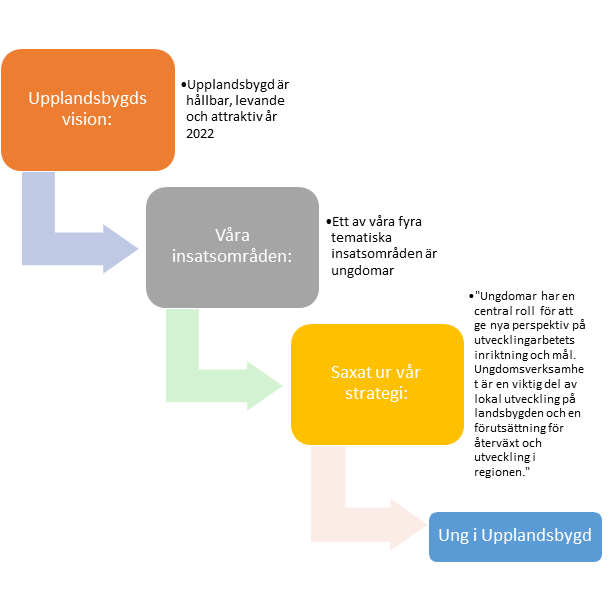 Upplandsbygds
vision:
•Upplandsbygd är
hållbar, levande
och attraktiv år
2022
Våra
insatsområden:
•Ett av våra fyra
tematiska
insatsområden är
ungdomar
Saxat ur vår
strategi:
•"Ungdomar har en
central roll för att
ge nya perspektiv på
utvecklingarbetets
inriktning och mål.
Ungdomsverksamhe
t är en viktig del av
lokal utveckling på
landsbygden och en
förutsättning för
återväxt och
utveckling i
regionen."
Ung i Upplandsbygd